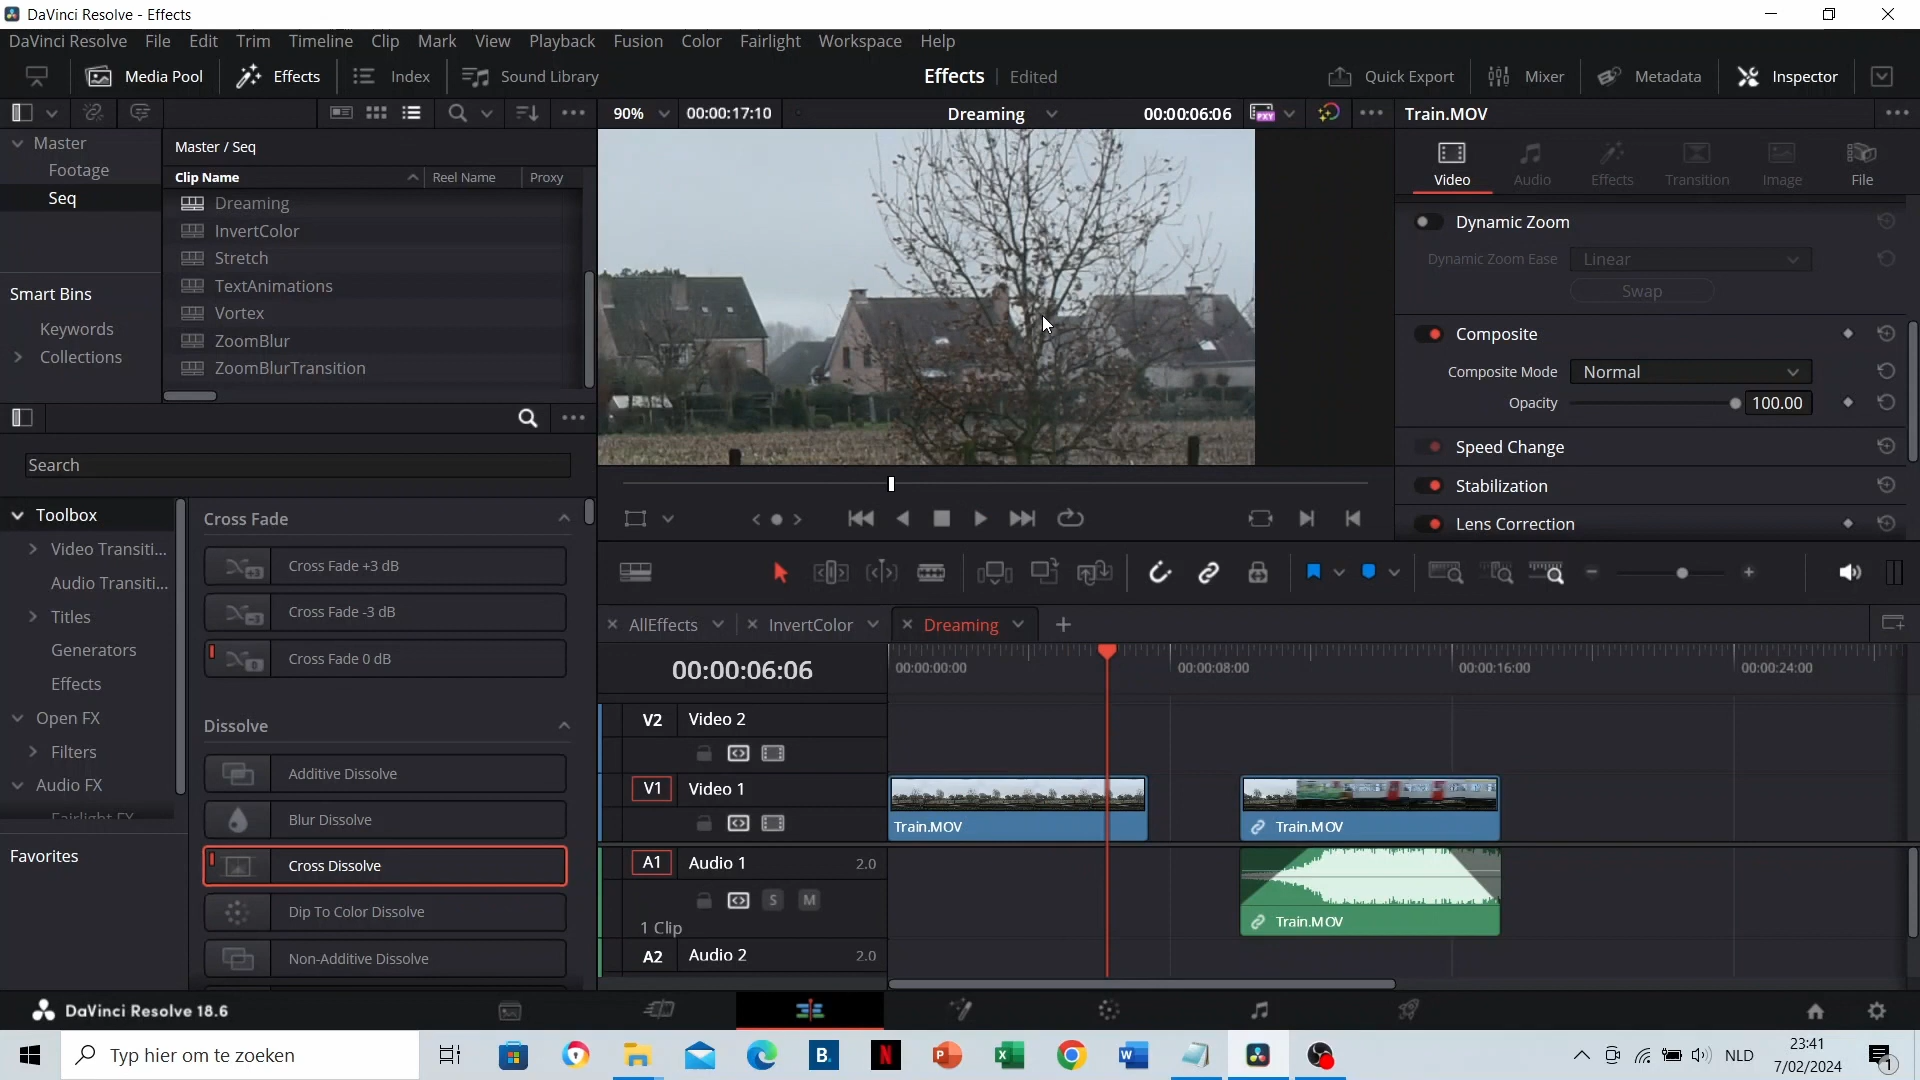 DaVinci Resolve - Effects
DaVinci Resolve File Edit Trim Timeline Clip Mark View Playback Fusion Color Fairlight Workspace Help
Media Pool Effects Index Sound Library Effects Edited Quick Export Mixer Metadata Inspector
90% 00:00:17:10 Dreaming 00:00:06:06 PXY Train.MOV
Master
Footage
Seq
Smart Bins
Keywords
Collections
Master / Seq
Clip Name Reel Name Proxy
Dreaming
InvertColor
Stretch
TextAnimations
Vortex
ZoomBlur
ZoomBlurTransition
Video Audio Effects Transition Image File
Dynamic Zoom
Dynamic Zoom Ease Linear
Swap
Composite
Composite Mode Normal
Opacity 100.00
Speed Change
Stabilization
Lens Correction
Search
Toolbox
Video Transiti...
Audio Transiti...
Titles
Generators
Effects
Open FX
Filters
Audio FX
Fairlight FX
Favorites
Cross Fade
+3 Cross Fade +3 dB
-3 Cross Fade -3 dB
0 Cross Fade 0 dB
Dissolve
Additive Dissolve
Blur Dissolve
Cross Dissolve
Dip To Color Dissolve
Non-Additive Dissolve
AllEffects InvertColor Dreaming
00:00:06:06 00:00:00:00 00:00:08:00 00:00:16:00 00:00:24:00
V2 Video 2
V1 Video 1
Train.MOV Train.MOV
A1 Audio 1 2.0
S M
1 Clip
Train.MOV
A2 Audio 2 2.0
DaVinci Resolve 18.6
Typ hier om te zoeken
B.
N
NLD
23:41
7/02/2024
1